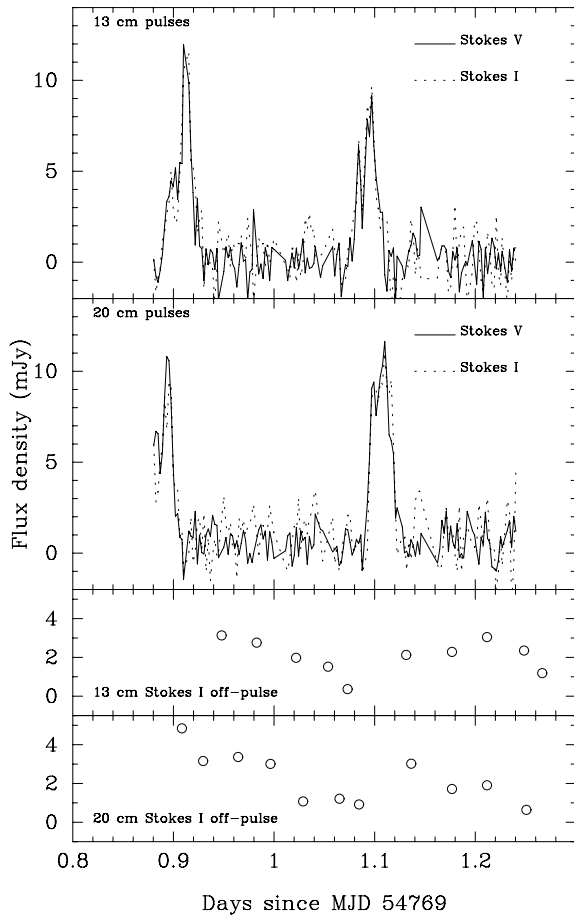 13 cm pulses
Stokes V
Stokes I
10
5
0
20 cm pulses
Stokes V
Stokes I
10
5
0
Flux density (mJy)
4
2
0
13 cm Stokes I off-pulse
4
2
0
20 cm Stokes I off-pulse
0.8 0.9 1 1.1 1.2
Days since MJD 54769